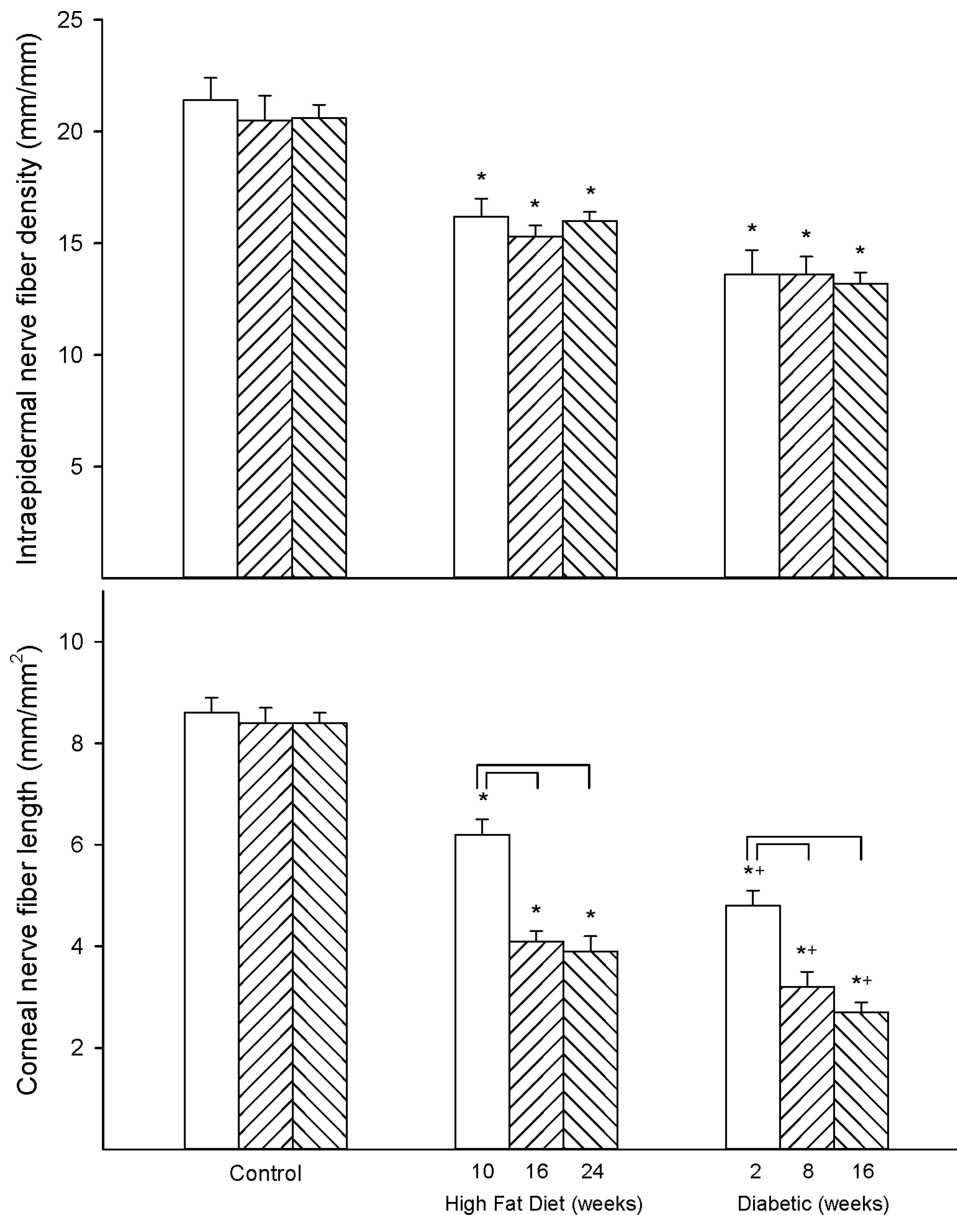 Intraepidermal nerve fiber density (mm/mm)
25
20
15
10
5
* * *
* * *
Corneal nerve fiber length (mm/mm²)
10
8
6
4
2
*
* *
*+
*+
*+
Control
10 16 24
High Fat Diet (weeks)
2 8 16
Diabetic (weeks)